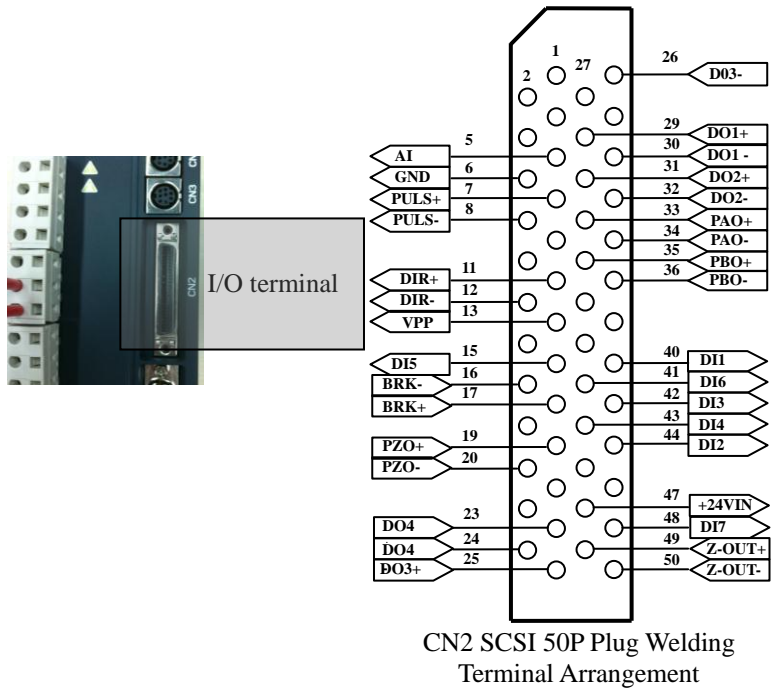 1
2
27
26
D03-
5
AI
6
GND
7
PULS+
8
PULS-
29
DO1+
30
DO1 -
31
DO2+
32
DO2-
33
PAO+
34
PAO-
35
PBO+
36
PBO-
CN3
CN2
I/O terminal
11
DIR+
12
DIR-
13
VPP
15
DI5
16
BRK-
17
BRK+
40
DI1
41
DI6
42
DI3
43
DI4
44
DI2
19
PZO+
20
PZO-
47
+24VIN
48
DI7
49
Z-OUT+
50
Z-OUT-
23
DO4
24
DO4
25
DO3+
CN2 SCSI 50P Plug Welding
Terminal Arrangement